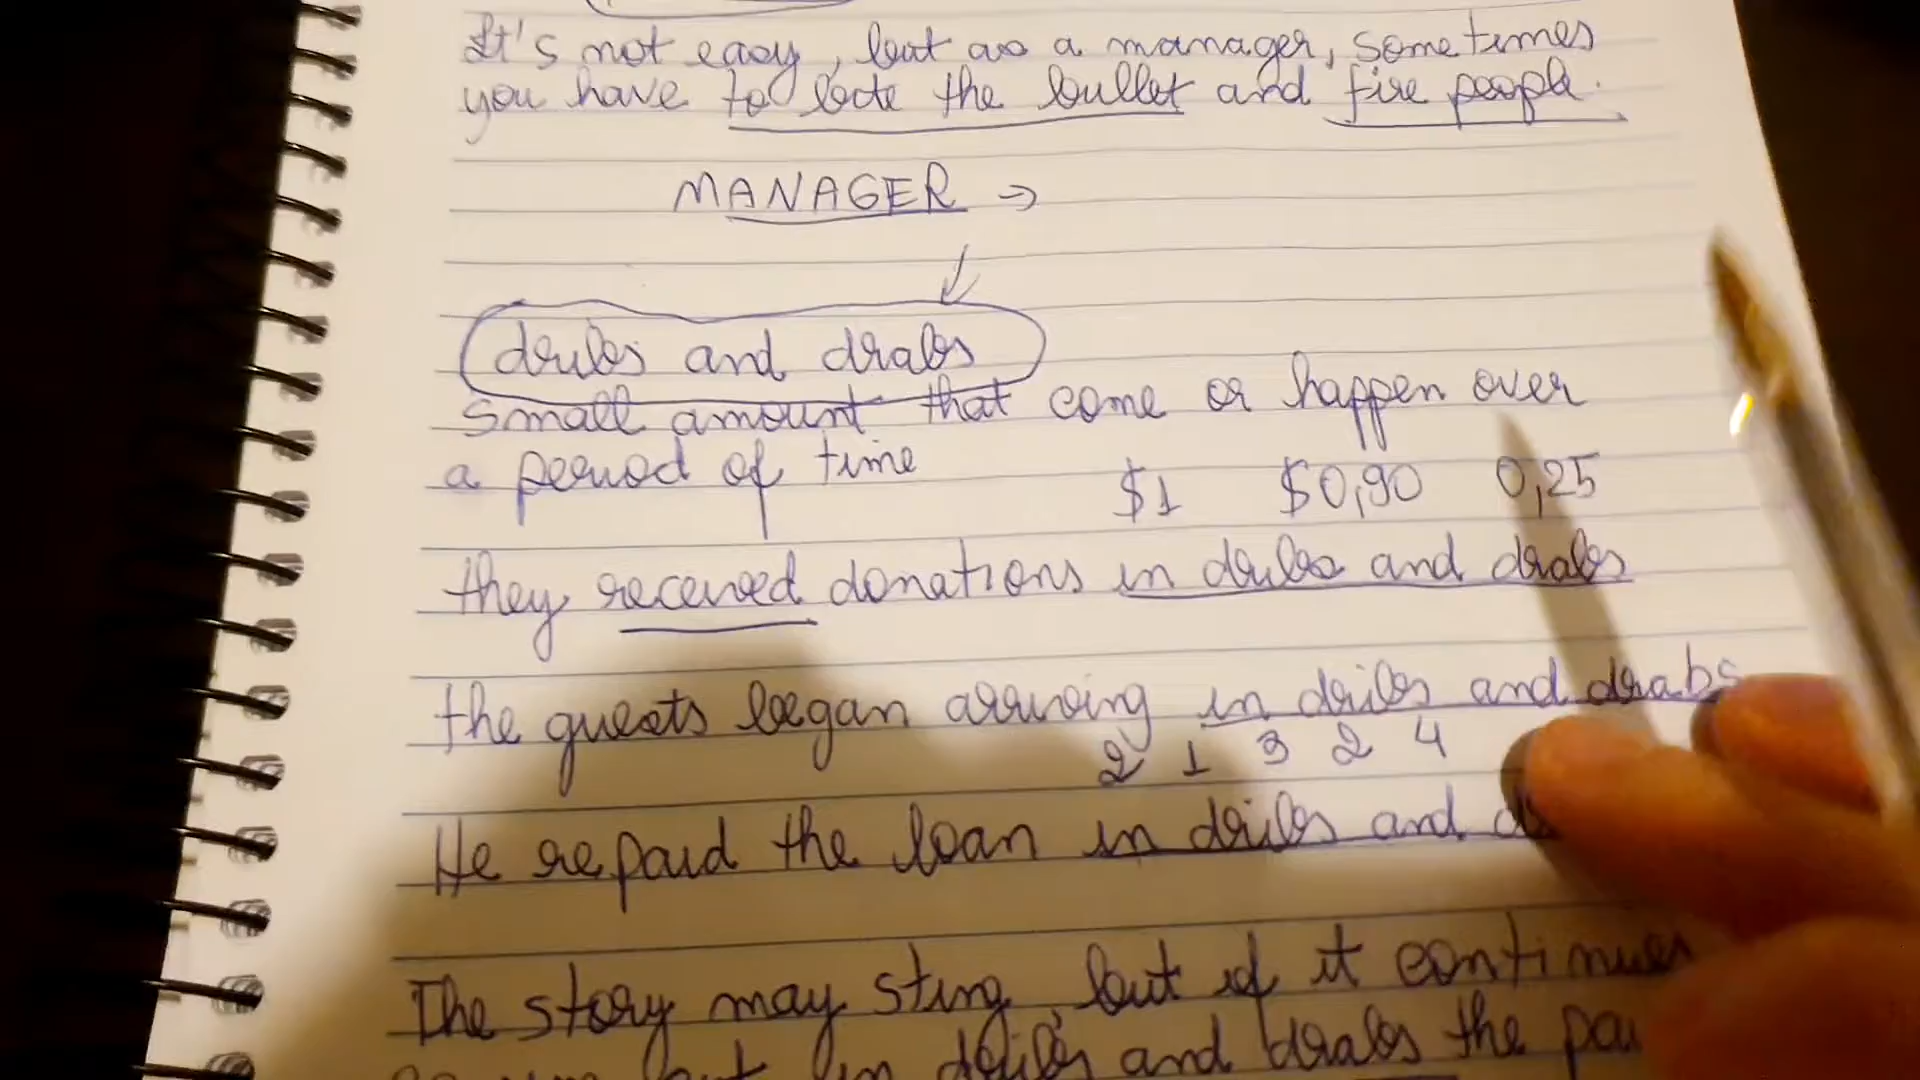 It's not easy, but as a manager, sometimes
you have to bite the bullet and fire people.
MANAGER →
dribs and drabs
small amount that come or happen over
a period of time
$1 $0,90 0,25
they received donations in dribs and drabs
the guests began arriving in dribs and drabs
2 1 3 2 4
He repaid the loan in dribs and
The story may sting, but if it continues
in dribs and drabs the